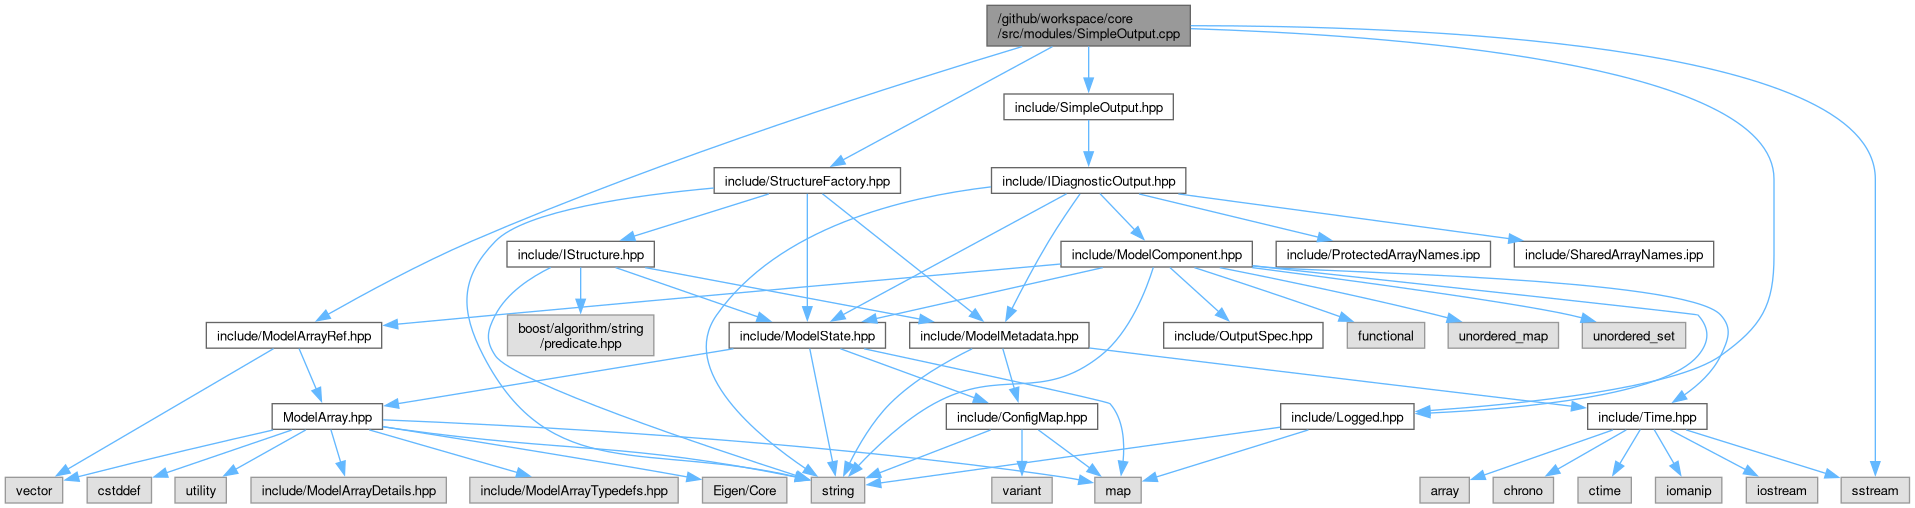 /github/workspace/core
/src/modules/SimpleOutput.cpp
include/SimpleOutput.hpp
include/StructureFactory.hpp
include/IDiagnosticOutput.hpp
include/IStructure.hpp
include/ModelComponent.hpp
include/ProtectedArrayNames.ipp
include/SharedArrayNames.ipp
include/ModelArrayRef.hpp
boost/algorithm/string
/predicate.hpp
include/ModelState.hpp
include/ModelMetadata.hpp
include/OutputSpec.hpp
functional
unordered_map
unordered_set
ModelArray.hpp
include/ConfigMap.hpp
include/Logged.hpp
include/Time.hpp
vector
cstddef
utility
include/ModelArrayDetails.hpp
include/ModelArrayTypedefs.hpp
Eigen/Core
string
variant
map
array
chrono
ctime
iomanip
iostream
sstream